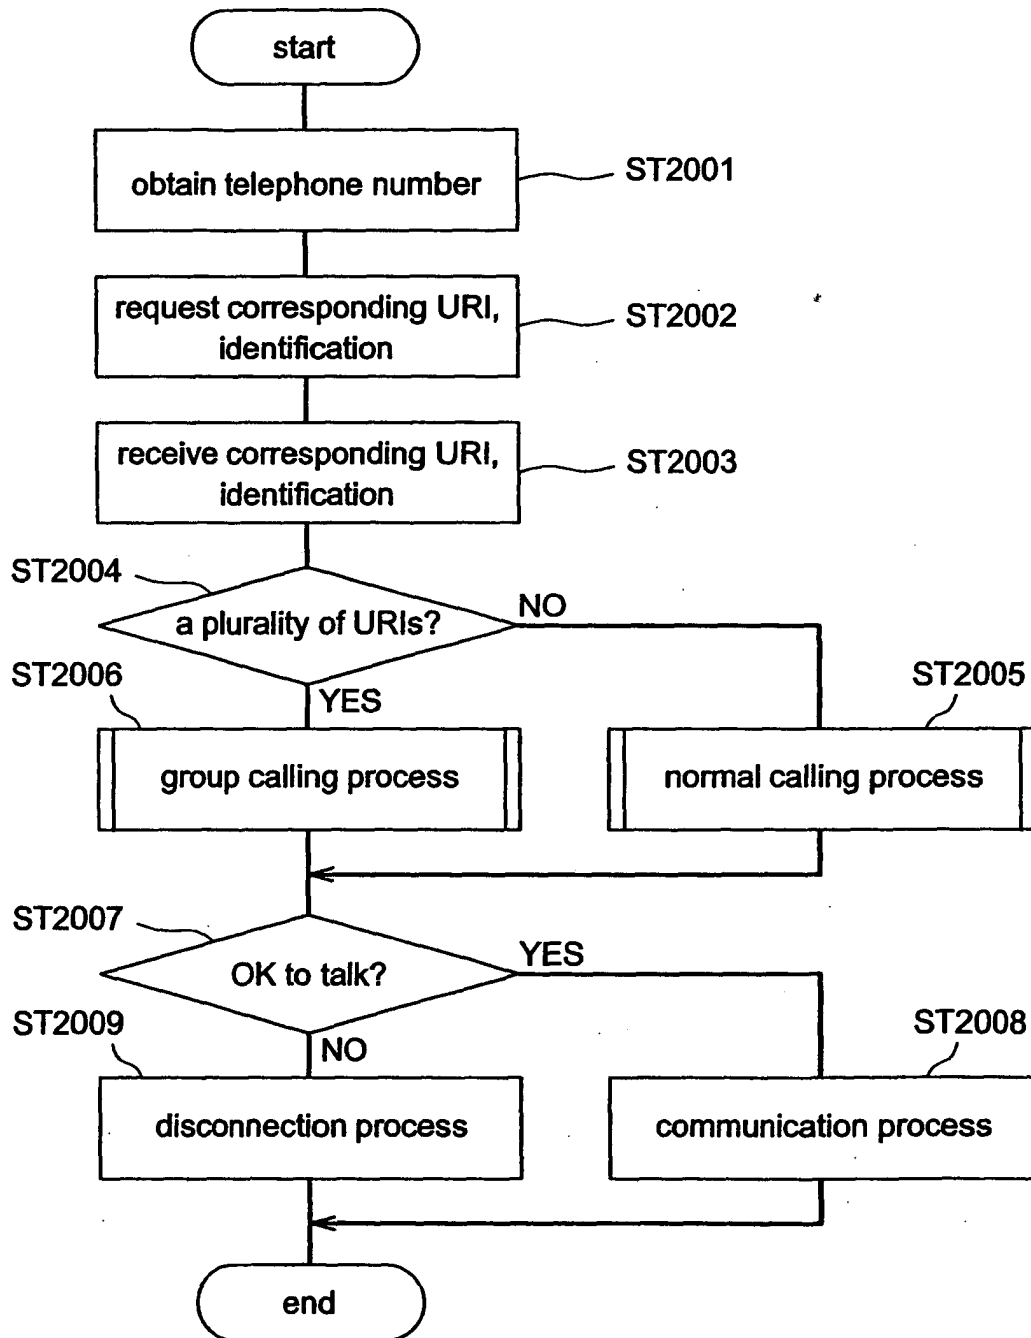 start
obtain telephone number
ST2001
request corresponding URI,
identification
ST2002
receive corresponding URI,
identification
ST2003
ST2004
a plurality of URIs?
NO
YES
ST2006
group calling process
ST2005
normal calling process
ST2007
OK to talk?
YES
NO
ST2009
disconnection process
ST2008
communication process
end